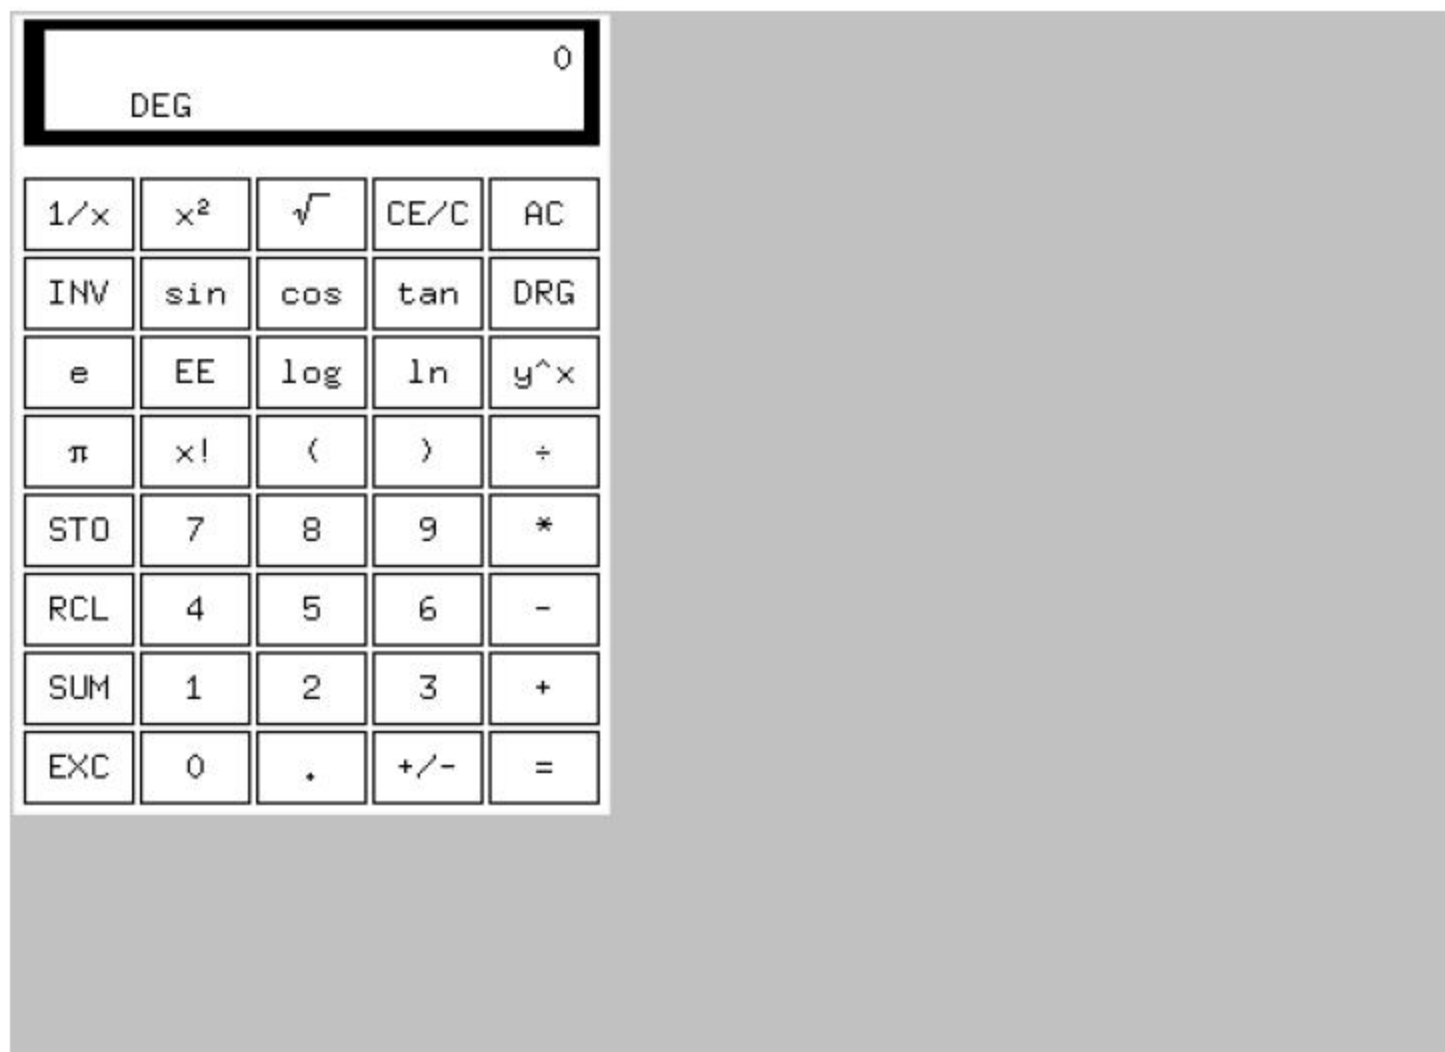 0
DEG
1/x x² √ CE/C AC
INV sin cos tan DRG
e EE log ln y^x
π x! ( ) ÷
STO 7 8 9 *
RCL 4 5 6 -
SUM 1 2 3 +
EXC 0 . +/- =